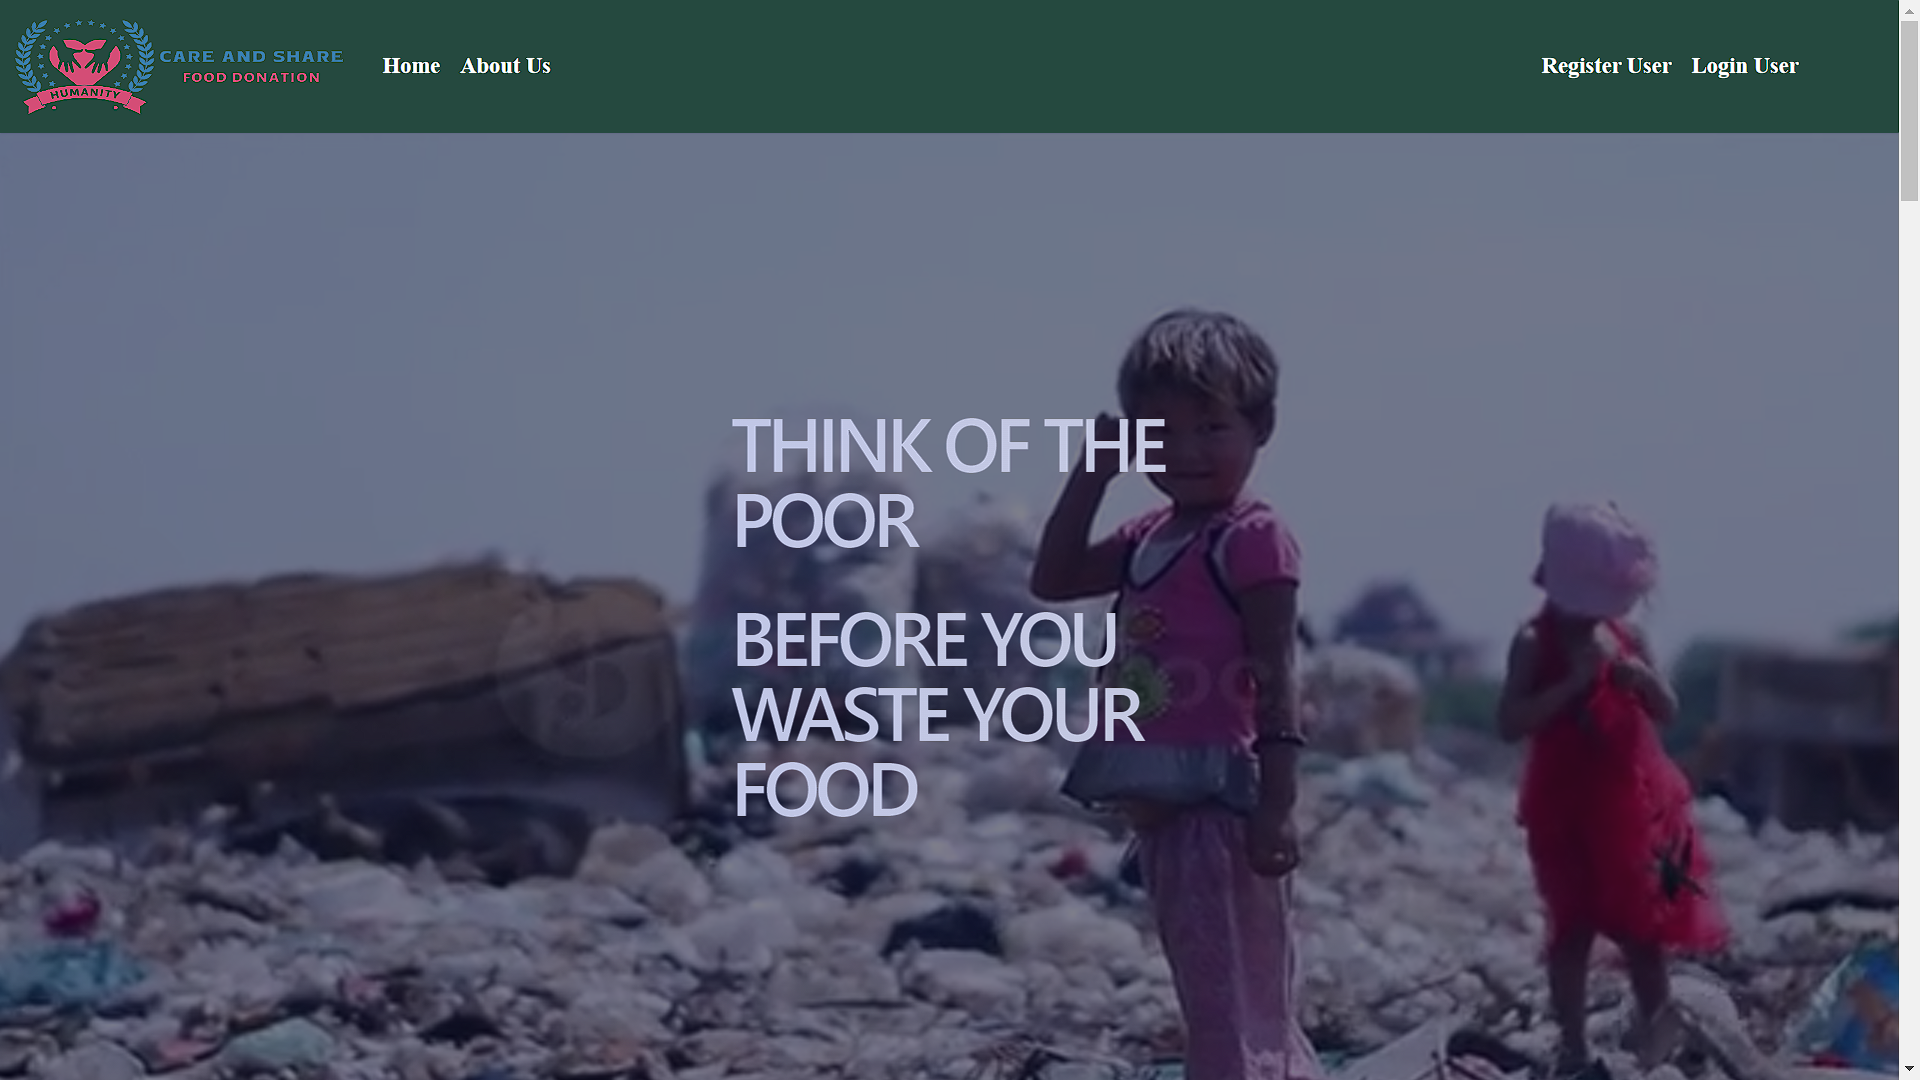 CARE AND SHARE
FOOD DONATION
HUMANITY
Home About Us
Register User Login User
THINK OF THE
POOR
BEFORE YOU
WASTE YOUR
FOOD